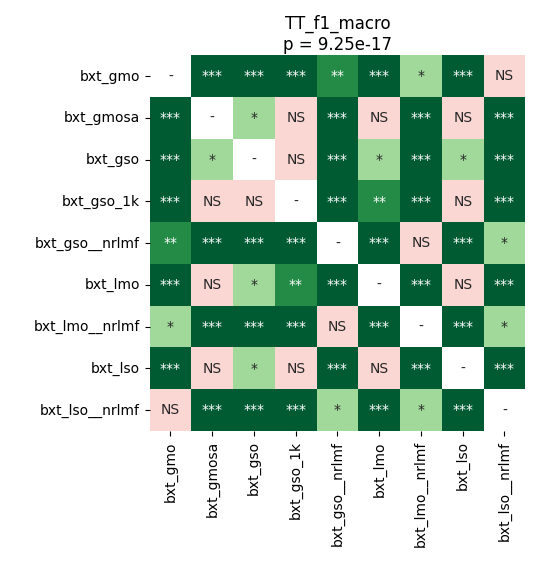 TT_f1_macro
p = 9.25e-17
bxt_gmo - *** *** *** ** *** * *** NS
bxt_gmosa *** - * NS *** NS *** NS ***
bxt_gso *** * - NS *** * *** * ***
bxt_gso_1k *** NS NS - *** ** *** NS ***
bxt_gso__nrlmf ** *** *** *** - *** NS *** *
bxt_lmo *** NS * ** *** - *** NS ***
bxt_lmo__nrlmf * *** *** *** NS *** - *** *
bxt_lso *** NS * NS *** NS *** - ***
bxt_lso__nrlmf NS *** *** *** * *** * *** -
bxt_gmo
bxt_gmosa
bxt_gso
bxt_gso_1k
bxt_gso__nrlmf
bxt_lmo
bxt_lmo__nrlmf
bxt_lso
bxt_lso__nrlmf